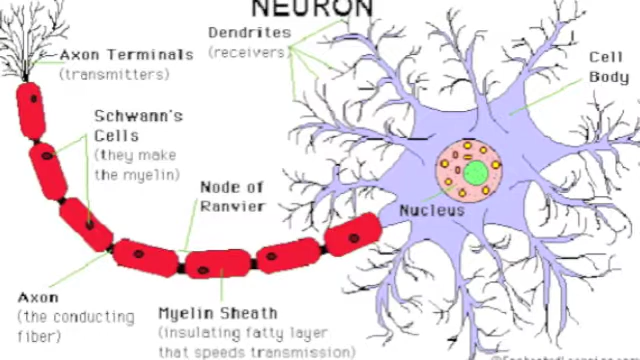 NEURON
Dendrites
(receivers)
Axon Terminals
(transmitters)
Cell
Body
Schwann's
Cells
(they make
the myelin)
Node of
Ranvier
Nucleus
Axon
(the conducting
fiber)
Myelin Sheath
(insulating fatty layer
that speeds transmission)